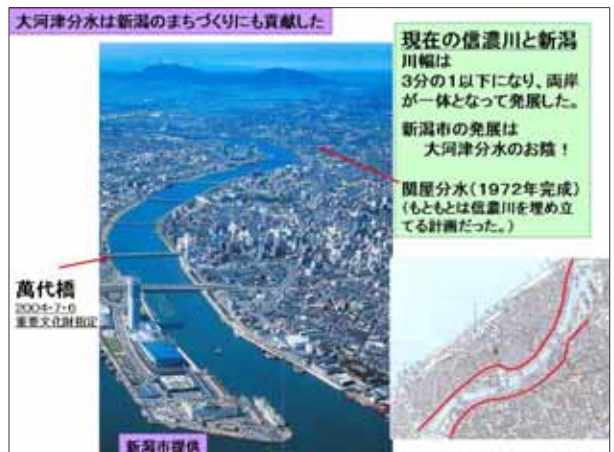 大河津分水は新潟のまちづくりにも貢献した
現在の信濃川と新潟
川幅は
3分の1以下になり、両岸
が一体となって発展した。
新潟市の発展は
大河津分水のお陰！
関屋分水(1972年完成)
(もともとは信濃川を埋め立
てる計画だった。)
萬代橋
2004・7・6
重要文化財指定
新潟市提供